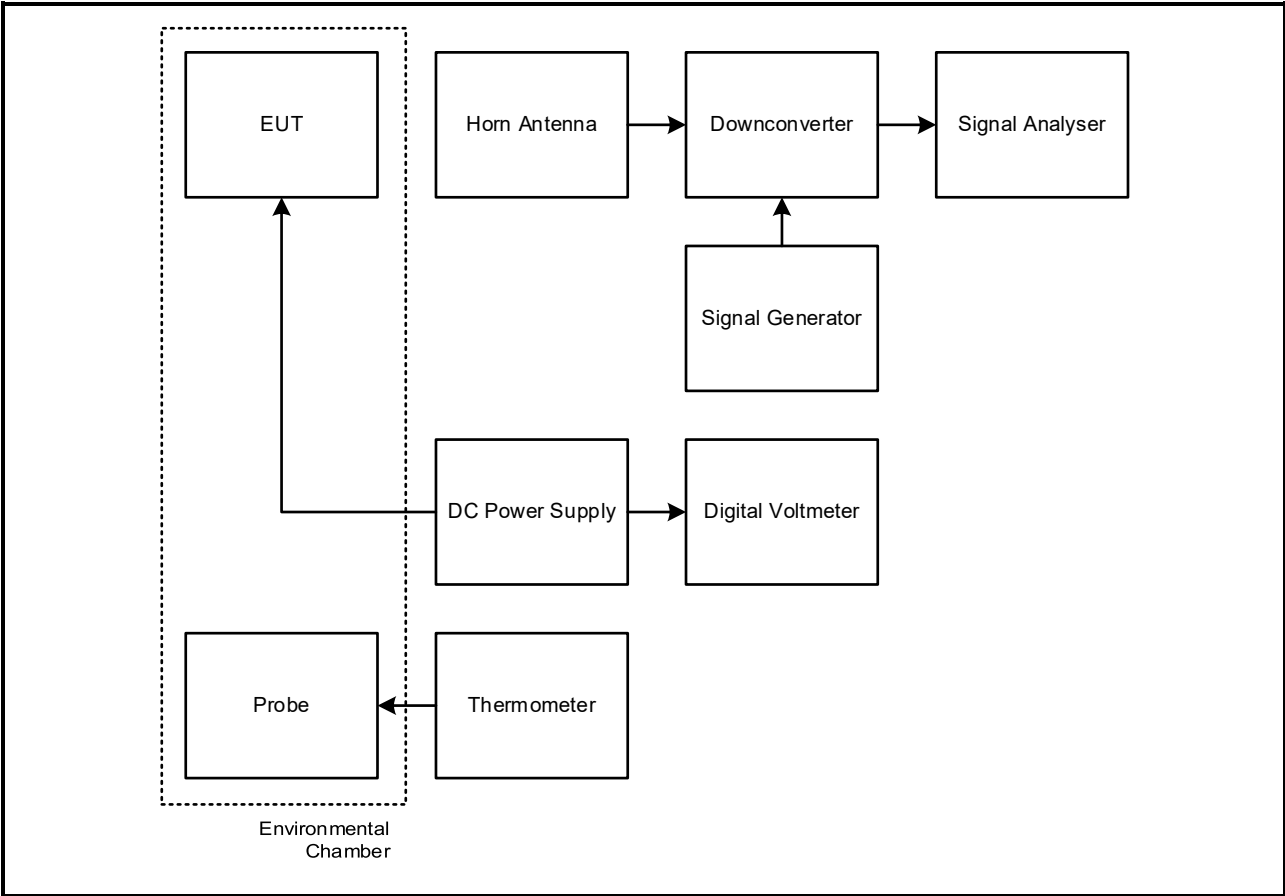 EUT
Horn Antenna
Downconverter
Signal Analyser
Signal Generator
DC Power Supply
Digital Voltmeter
Probe
Thermometer
Environmental
Chamber